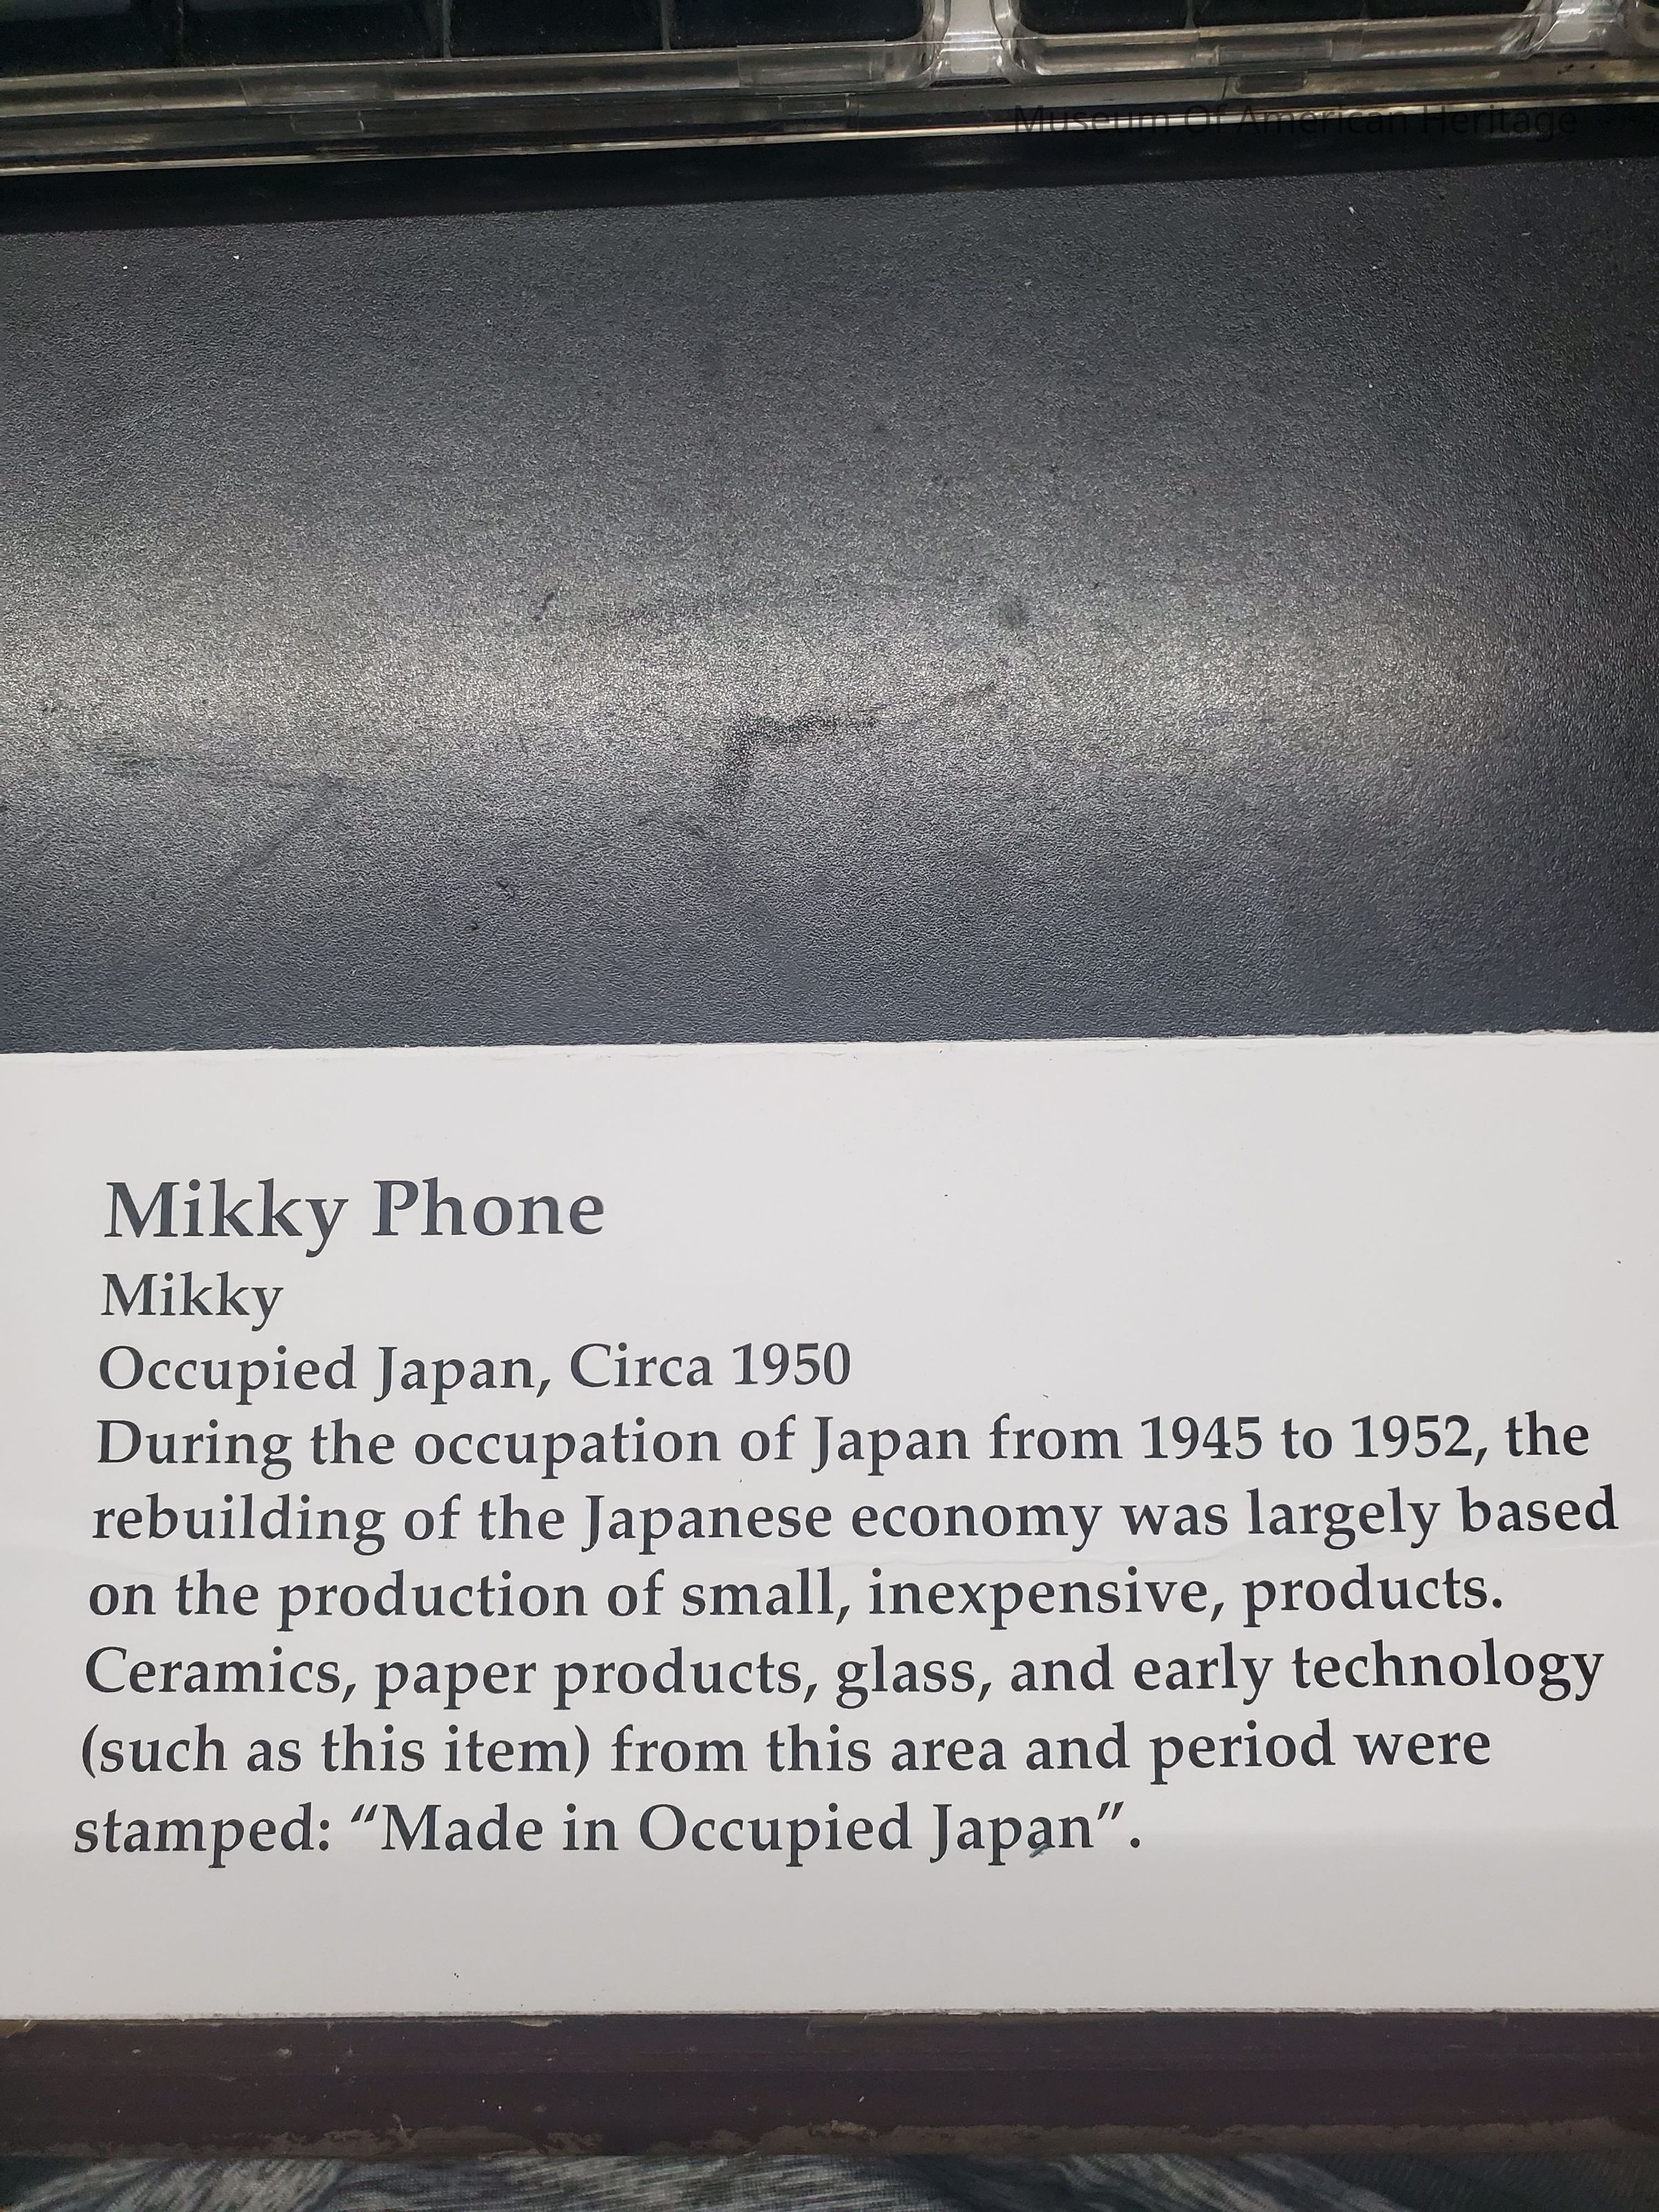 Museum Of American Heritage
Mikky Phone
Mikky
Occupied Japan, Circa 1950
During the occupation of Japan from 1945 to 1952, the
rebuilding of the Japanese economy was largely based
on the production of small, inexpensive, products.
Ceramics, paper products, glass, and early technology
(such as this item) from this area and period were
stamped: “Made in Occupied Japan”.